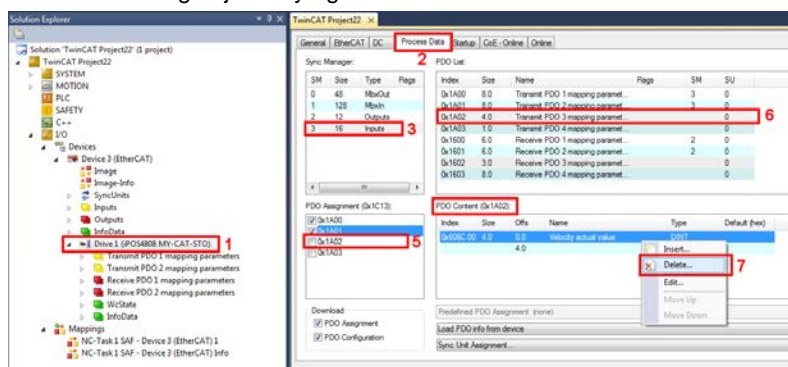 Solution Explorer
Solution 'TwinCAT Project22' (1 project)
TwinCAT Project22
SYSTEM
MOTION
PLC
SAFETY
C++
I/O
Devices
Device 3 (EtherCAT)
Image
Image-Info
SyncUnits
Inputs
Outputs
InfoData
Drive 1 (iPOS4808 MY-CAT-STO) 1
Transmit PDO 1 mapping parameters
Transmit PDO 2 mapping parameters
Receive PDO 1 mapping parameters
Receive PDO 2 mapping parameters
WcState
InfoData
Mappings
NC-Task 1 SAF - Device 3 (EtherCAT) 1
NC-Task 1 SAF - Device 3 (EtherCAT) Info
TwinCAT Project22
General EtherCAT DC Process Data Startup CoE - Online Online
2
Sync Manager:
SM Size Type Flags
0 48 MbxOut
1 128 MbxIn
2 12 Outputs
3 16 Inputs 3
PDO List:
Index Size Name Flags SM SU
0x1A00 8.0 Transmit PDO 1 mapping paramet... 3 0
0x1A01 8.0 Transmit PDO 2 mapping paramet... 3 0
0x1A02 4.0 Transmit PDO 3 mapping paramet... 0 6
0x1A03 1.0 Transmit PDO 4 mapping paramet... 0
0x1600 6.0 Receive PDO 1 mapping paramet... 2 0
0x1601 6.0 Receive PDO 2 mapping paramet... 2 0
0x1602 3.0 Receive PDO 3 mapping paramet... 0
0x1603 8.0 Receive PDO 4 mapping paramet... 0
PDO Assignment (0x1C13):
0x1A00
0x1A01
0x1A02 5
0x1A03
PDO Content (0x1A02):
Index Size Offs Name Type Default (hex)
0x606C:00 4.0 0.0 Velocity actual value DINT
4.0
Insert...
Delete... 7
Edit...
Move Up
Move Down
Download
PDO Assignment
PDO Configuration
Predefined PDO Assignment: (none)
Load PDO info from device
Sync Unit Assignment...